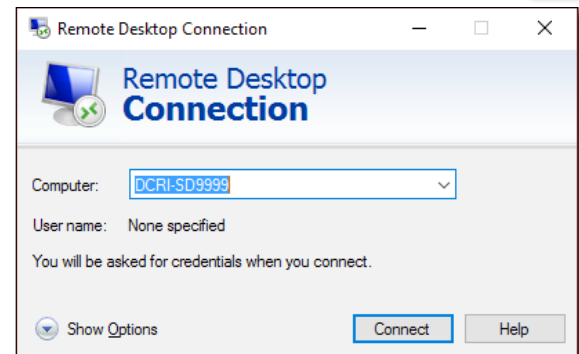 Remote Desktop Connection
Remote Desktop
Connection
Computer: DCRI-SD9999
User name: None specified
You will be asked for credentials when you connect.
Show Options Connect Help